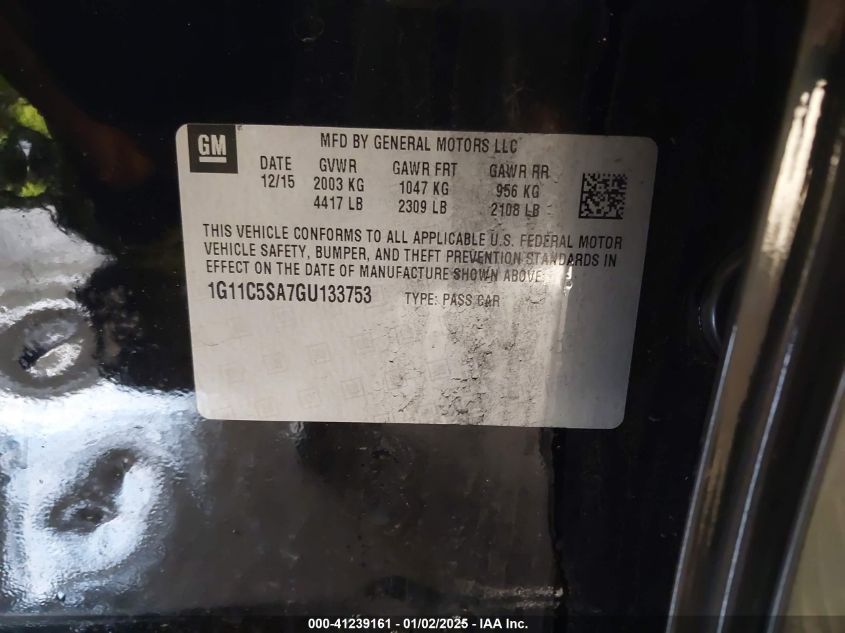 GM
MFD BY GENERAL MOTORS LLC
DATE GVWR GAWR FRT GAWR RR
12/15 2003 KG 1047 KG 956 KG
4417 LB 2309 LB 2108 LB
THIS VEHICLE CONFORMS TO ALL APPLICABLE U.S. FEDERAL MOTOR
VEHICLE SAFETY, BUMPER, AND THEFT PREVENTION STANDARDS IN
EFFECT ON THE DATE OF MANUFACTURE SHOWN ABOVE.
1G11C5SA7GU133753 TYPE: PASS CAR
000-41239161 - 01/02/2025 - IAA Inc.